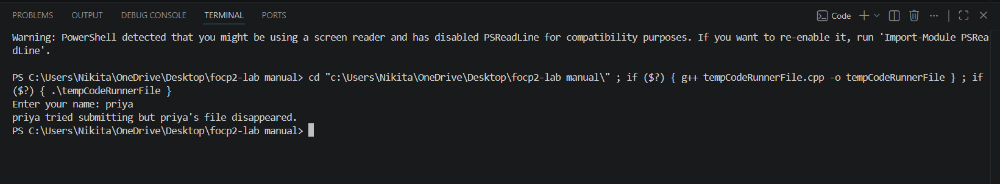 PROBLEMS OUTPUT DEBUG CONSOLE TERMINAL PORTS Code
Warning: PowerShell detected that you might be using a screen reader and has disabled PSReadLine for compatibility purposes. If you want to re-enable it, run 'Import-Module PSRea
dLine'.
PS C:\Users\Nikita\OneDrive\Desktop\focp2-lab manual> cd "c:\Users\Nikita\OneDrive\Desktop\focp2-lab manual\" ; if ($?) { g++ tempCodeRunnerFile.cpp -o tempCodeRunnerFile } ; if
($?) { .\tempCodeRunnerFile }
Enter your name: priya
priya tried submitting but priya's file disappeared.
PS C:\Users\Nikita\OneDrive\Desktop\focp2-lab manual>